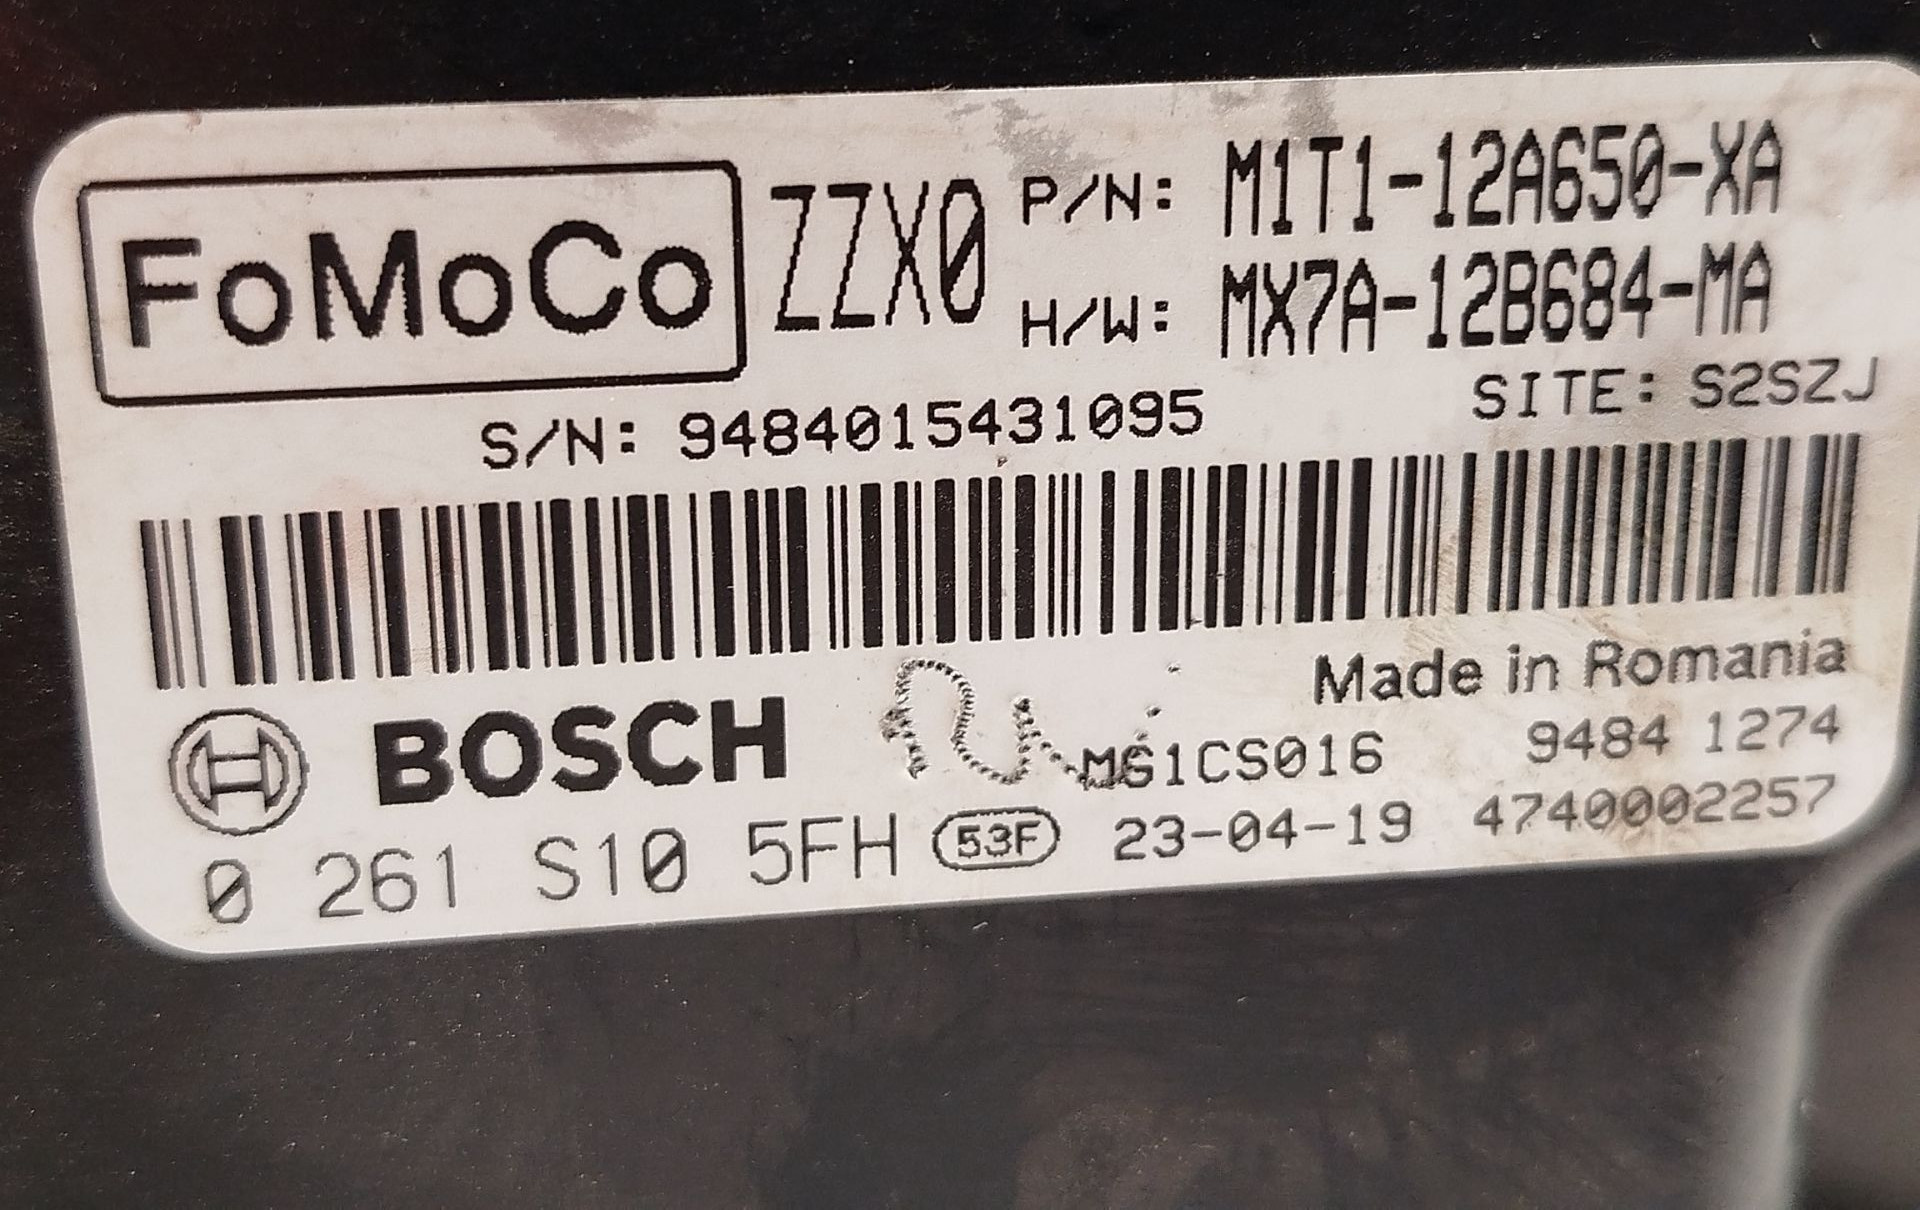 FoMoCo ZZX0 P/N: M1T1-12A650-XA
H/W: MX7A-12B684-MA
S/N: 9484015431095 SITE: S2SZJ
Made in Romania
BOSCH MG1CS016 9484 1274
0 261 S10 5FH 53F 23-04-19 4740002257